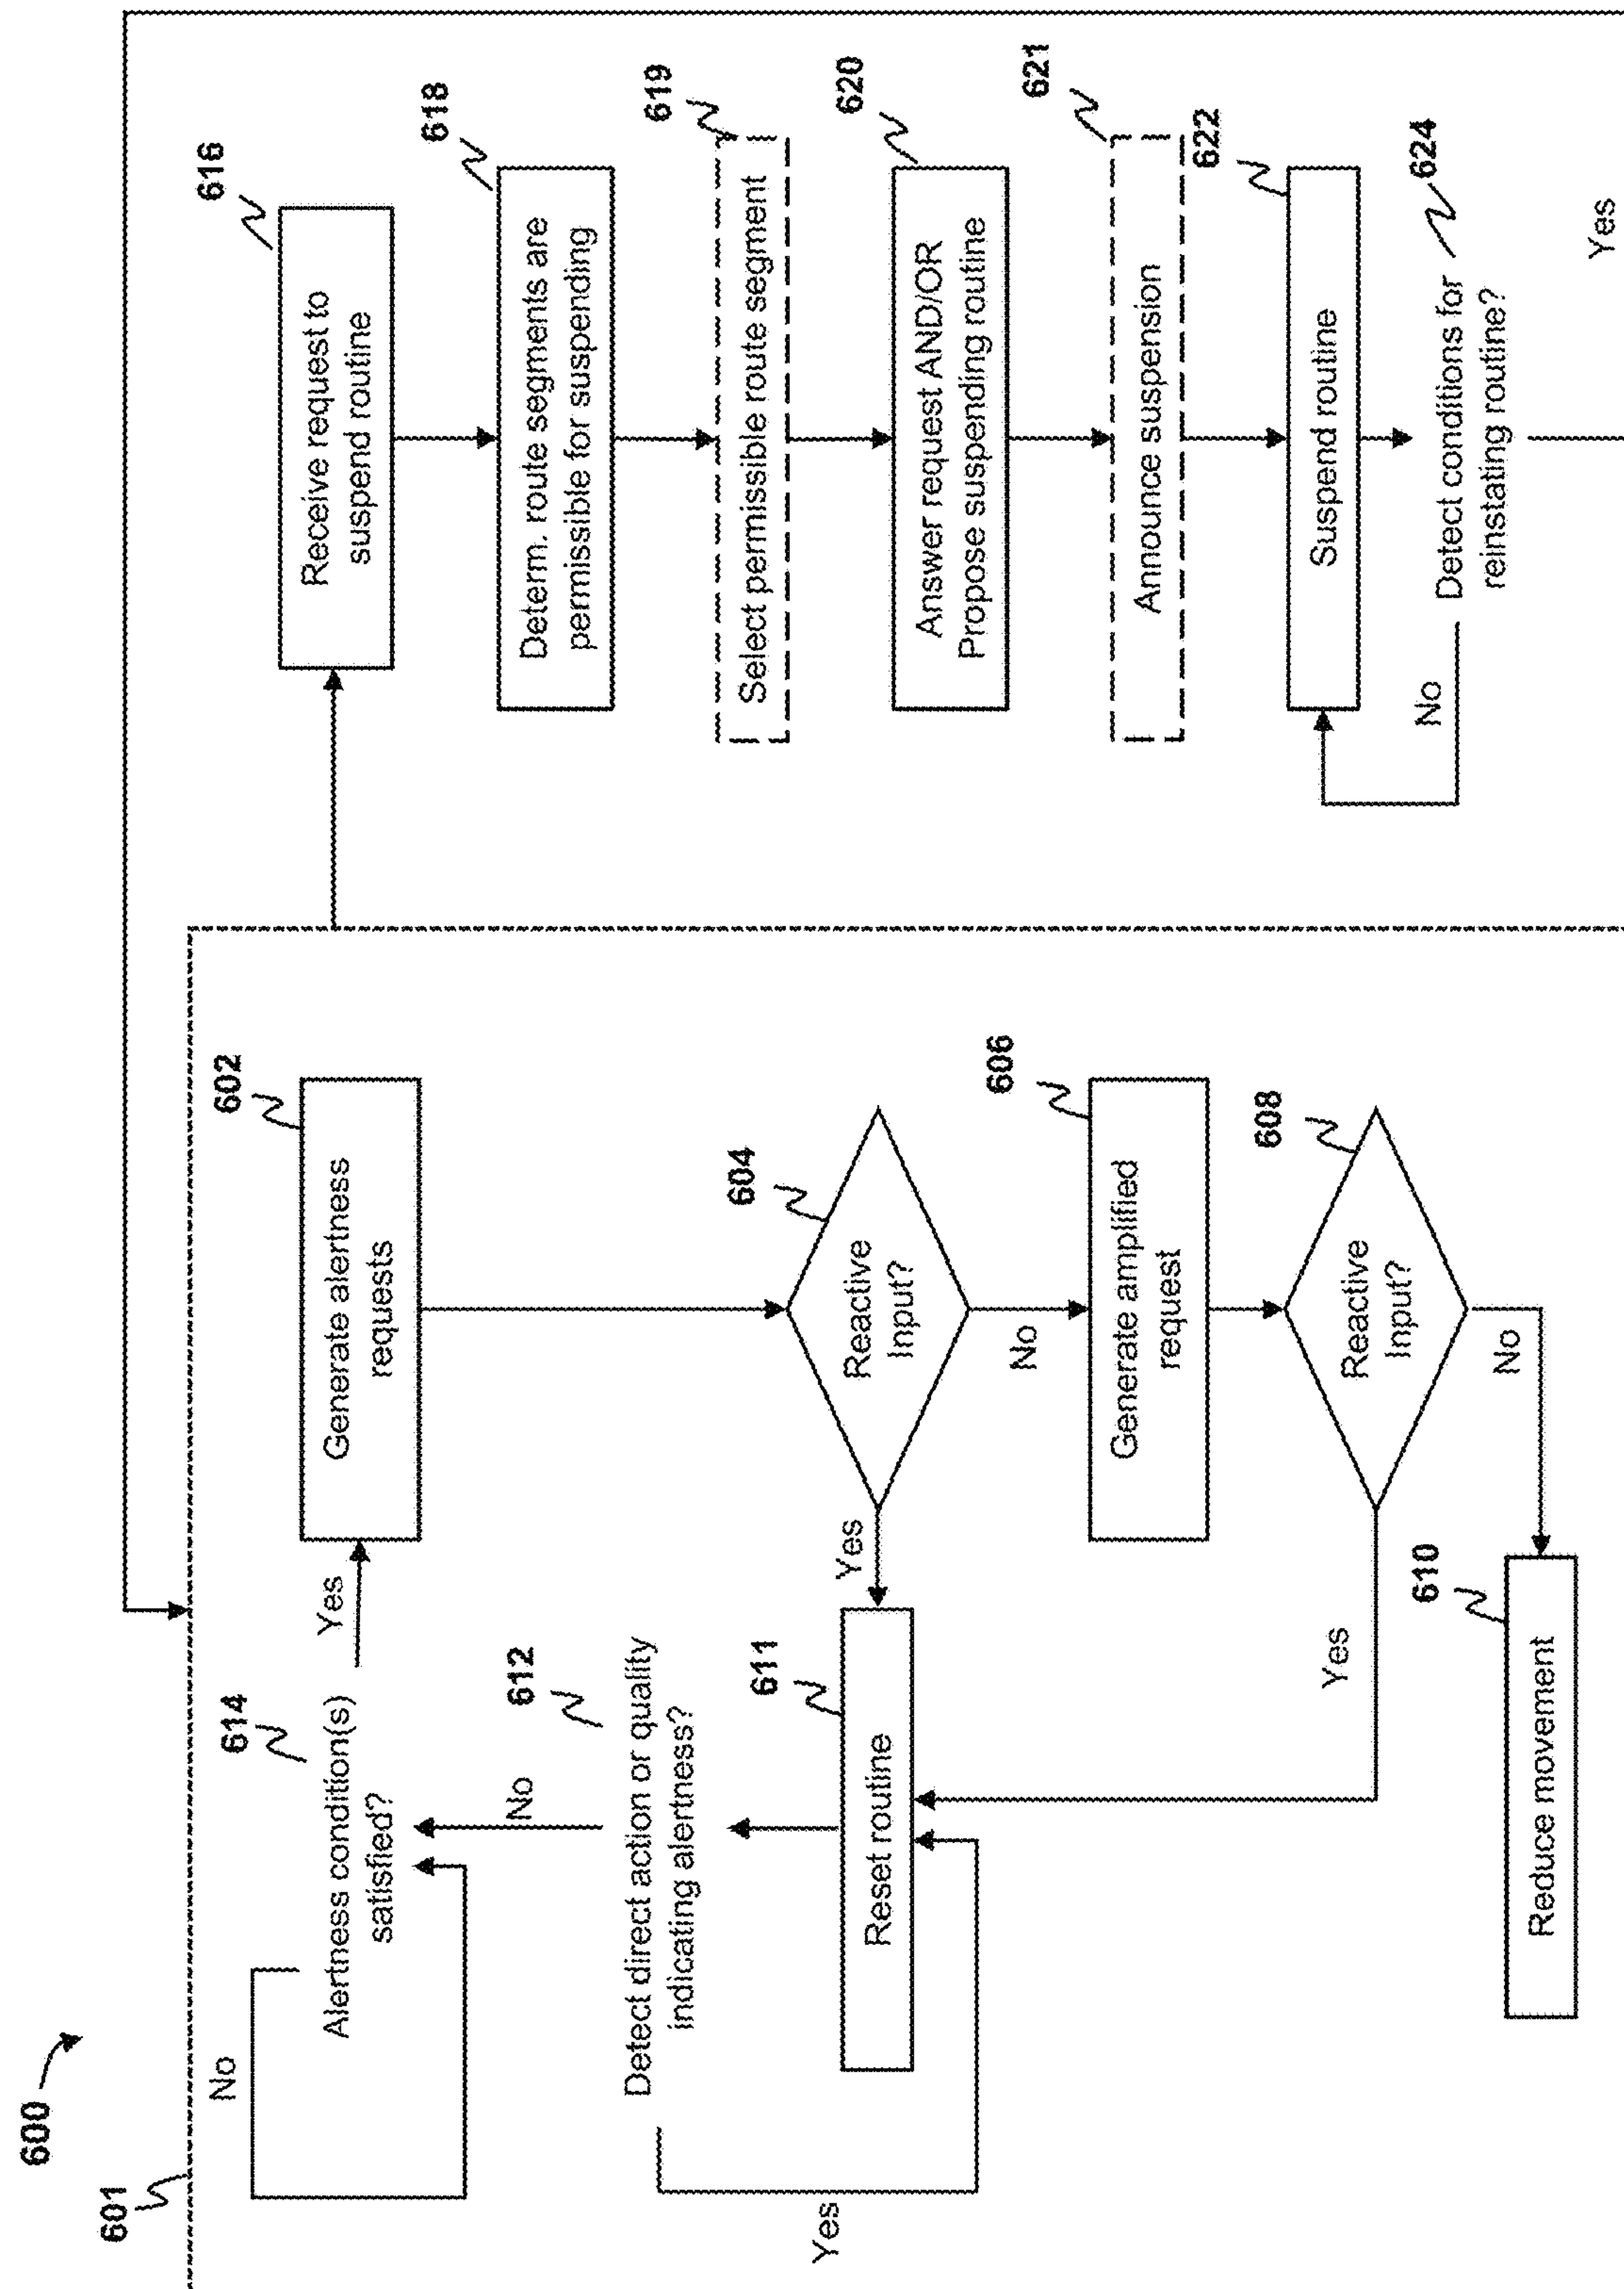 600
601
No
614
Alertness condition(s)
satisfied?
Yes
602
Generate alertness
requests
No
612
Detect direct action or quality
indicating alertness?
Yes
611
Reset routine
Yes
604
Reactive
Input?
No
606
Generate amplified
request
608
Reactive
Input?
Yes
No
610
Reduce movement
616
Receive request to
suspend routine
618
Determ. route segments are
permissible for suspending
619
Select permissible route segment
620
Answer request AND/OR
Propose suspending routine
621
Announce suspension
622
Suspend routine
624
Detect conditions for
reinstating routine?
No
Yes